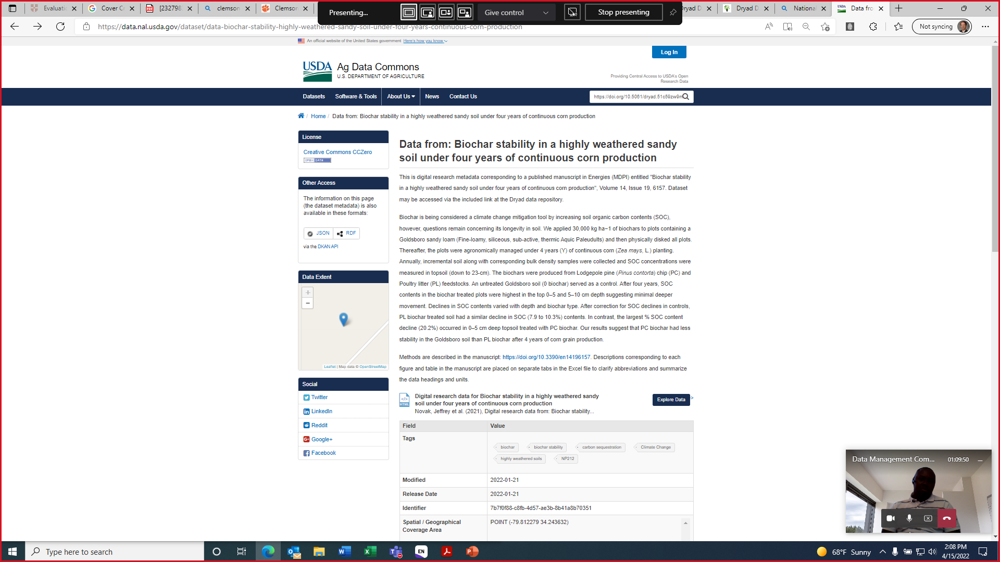 Evaluati
Cover C
[232798
clemson
Clemson
Presenting...
Give control
Stop presenting
Dryad D
Dryad D
National
Data fro
https://data.nal.usda.gov/dataset/data-biochar-stability-highly-weathered-sandy-soil-under-four-years-continuous-corn-production
Not syncing
An official website of the United States government Here's how you know
Log In
USDA Ag Data Commons
U.S. DEPARTMENT OF AGRICULTURE
Providing Central Access to USDA's Open
Research Data
Datasets Software & Tools About Us News Contact Us
https://doi.org/10.5061/dryad.51c59zw9m
/ Home / Data from: Biochar stability in a highly weathered sandy soil under four years of continuous corn production
License
Creative Commons CCZero
OPEN DATA
Other Access
The information on this page
(the dataset metadata) is also
available in these formats:
JSON RDF
via the DKAN API
Data Extent
+
−
Leaflet | Map data © OpenStreetMap
Social
Twitter
LinkedIn
Reddit
Google+
Facebook
Data from: Biochar stability in a highly weathered sandy
soil under four years of continuous corn production
This is digital research metadata corresponding to a published manuscript in Energies (MDPI) entitled "Biochar stability
in a highly weathered sandy soil under four years of continuous corn production", Volume 14, Issue 19, 6157. Dataset
may be accessed via the included link at the Dryad data repository.
Biochar is being considered a climate change mitigation tool by increasing soil organic carbon contents (SOC),
however, questions remain concerning its longevity in soil. We applied 30,000 kg ha−1 of biochars to plots containing a
Goldsboro sandy loam (Fine-loamy, siliceous, sub-active, thermic Aquic Paleudults) and then physically disked all plots.
Thereafter, the plots were agronomically managed under 4 years (Y) of continuous corn (Zea mays, L.) planting.
Annually, incremental soil along with corresponding bulk density samples were collected and SOC concentrations were
measured in topsoil (down to 23-cm). The biochars were produced from Lodgepole pine (Pinus contorta) chip (PC) and
Poultry litter (PL) feedstocks. An untreated Goldsboro soil (0 biochar) served as a control. After four years, SOC
contents in the biochar treated plots were highest in the top 0–5 and 5–10 cm depth suggesting minimal deeper
movement. Declines in SOC contents varied with depth and biochar type. After correction for SOC declines in controls,
PL biochar treated soil had a similar decline in SOC (7.9 to 10.3%) contents. In contrast, the largest % SOC content
decline (20.2%) occurred in 0–5 cm deep topsoil treated with PC biochar. Our results suggest that PC biochar had less
stability in the Goldsboro soil than PL biochar after 4 years of corn grain production.
Methods are described in the manuscript: https://doi.org/10.3390/en14196157. Descriptions corresponding to each
figure and table in the manuscript are placed on separate tabs in the Excel file to clarify abbreviations and summarize
the data headings and units.
HTML
Digital research data for Biochar stability in a highly weathered sandy
soil under four years of continuous corn production
Novak, Jeffrey et al. (2021), Digital research data from: Biochar stability...
Explore Data >
Field Value
Tags
biochar biochar stability carbon sequestration Climate Change
highly weathered soils NP212
Modified 2022-01-21
Release Date 2022-01-21
Identifier 7b7f0f88-c8fb-4d57-ae3b-8b41a8b70351
Spatial / Geographical POINT (-79.812279 34.243632)
Coverage Area
Data Management Com... 01:09:50
Type here to search
EN
68°F Sunny
2:08 PM
4/15/2022